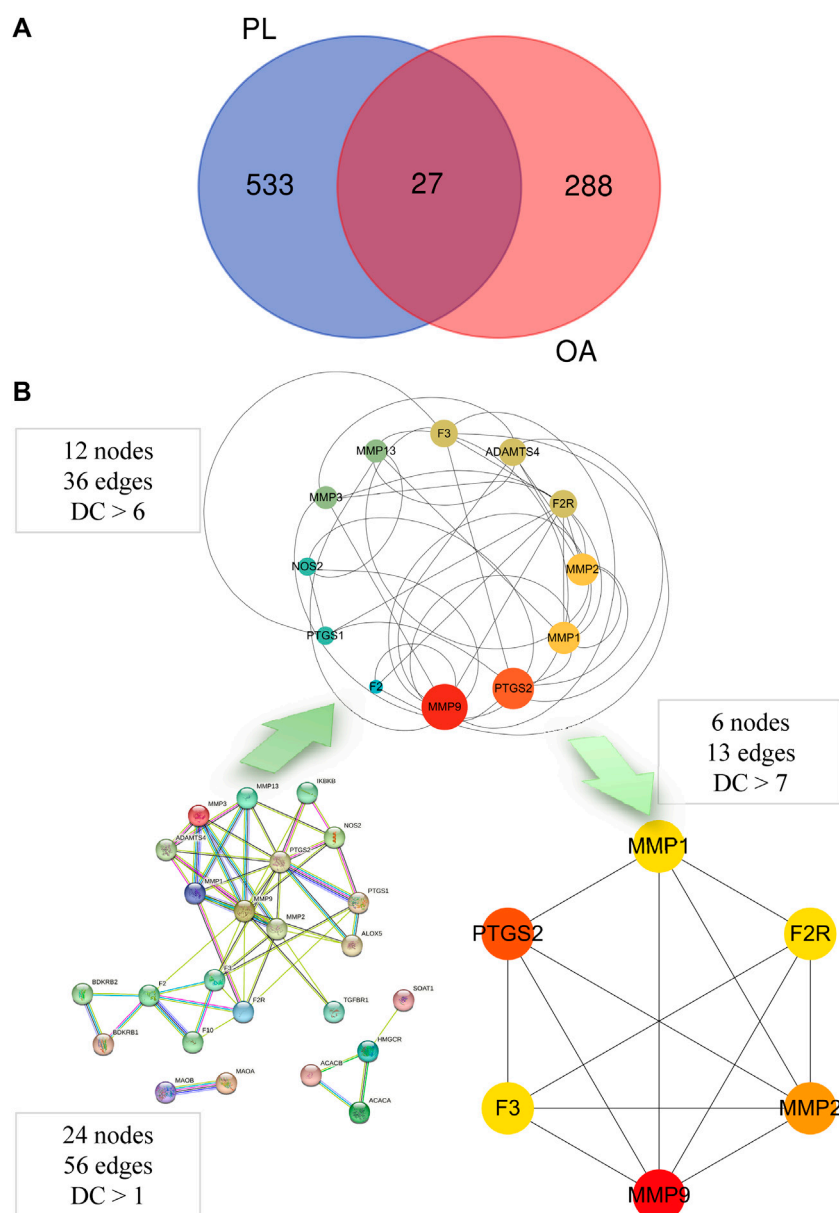 A
PL
533
27
288
OA
B
12 nodes
36 edges
DC > 6
F3
MMP13
ADAMTS4
MMP3
F2R
NOS2
MMP2
PTGS1
MMP1
F2
PTGS2
MMP9
6 nodes
13 edges
DC > 7
MMP13
IKBKB
MMP3
NOS2
ADAMTS4
PTGS2
MMP1
PTGS1
MMP9
MMP2
ALOX5
F3
BDKRB2
F2
F2R
TGFBR1
SOAT1
BDKRB1
F10
HMGCR
ACACB
MAOA
MAOB
ACACA
MMP1
PTGS2
F2R
F3
MMP2
MMP9
24 nodes
56 edges
DC > 1